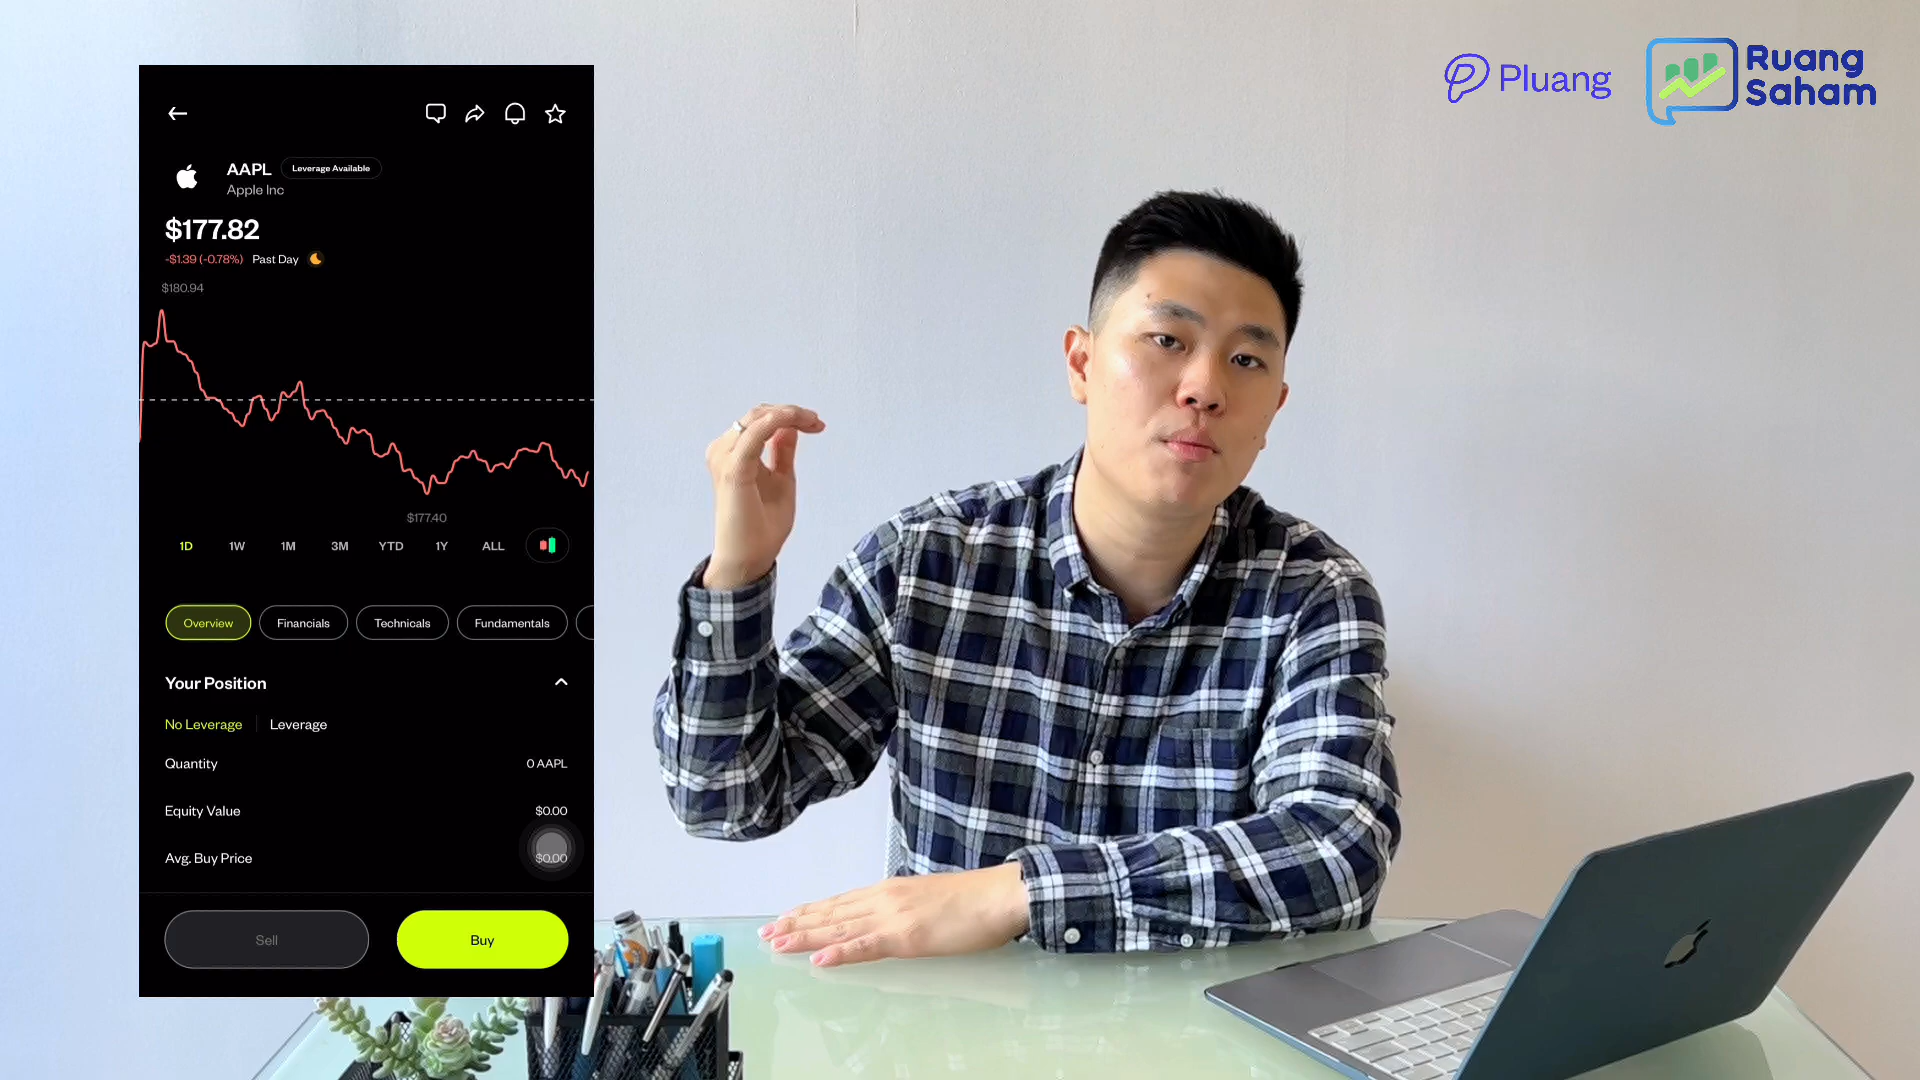 Pluang
Ruang
Saham
AAPL
Leverage Available
Apple Inc
$177.82
-$1.39 (-0.78%) Past Day
$180.94
$177.40
1D 1W 1M 3M YTD 1Y ALL
Overview Financials Technicals Fundamentals
Your Position
No Leverage Leverage
Quantity 0 AAPL
Equity Value $0.00
Avg. Buy Price $0.00
Sell Buy